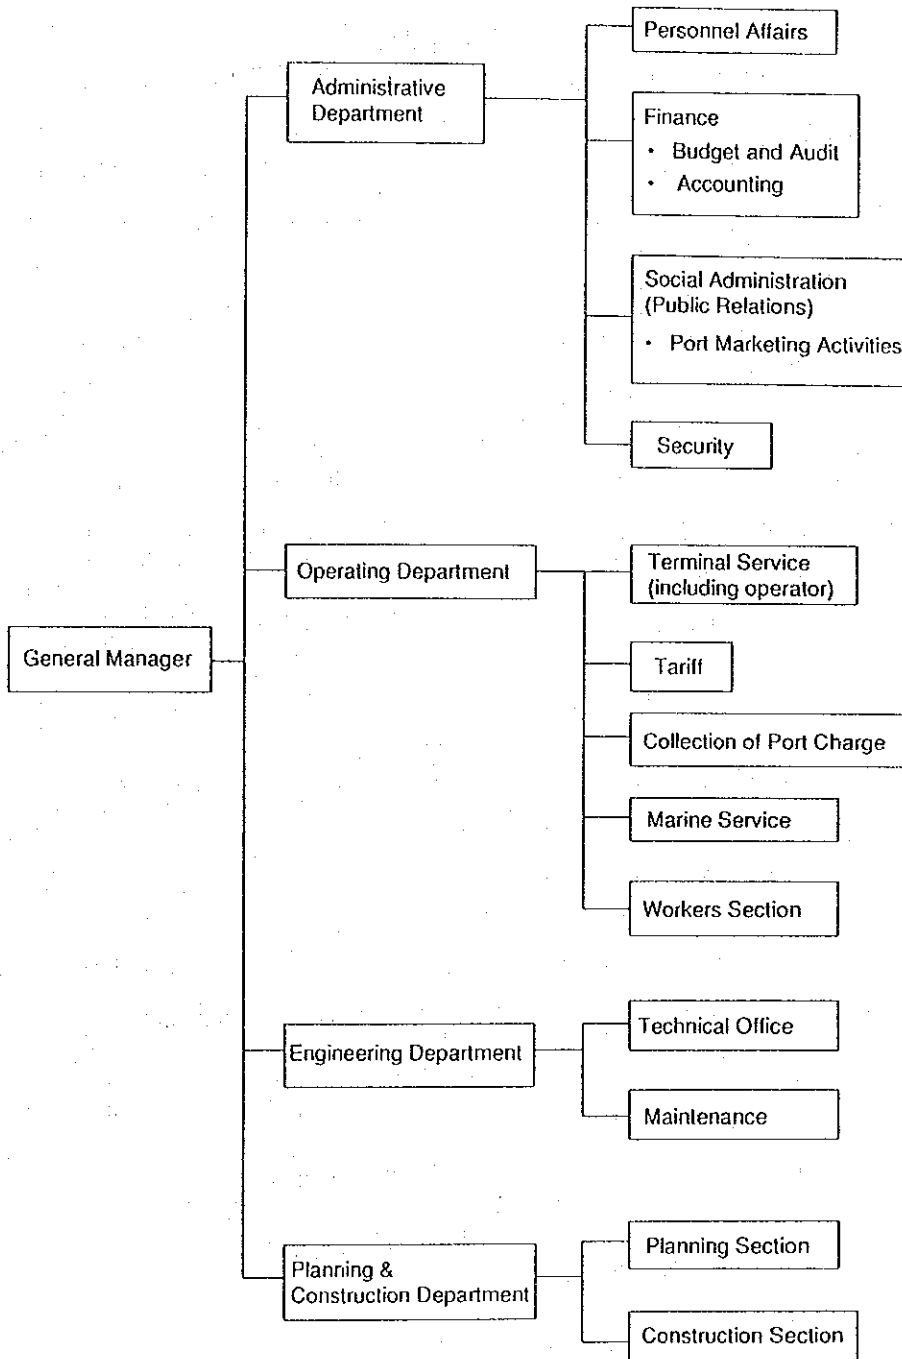 General Manager
Administrative
Department
Personnel Affairs
Finance
• Budget and Audit
• Accounting
Social Administration
(Public Relations)
• Port Marketing Activities
Security
Operating Department
Terminal Service
(including operator)
Tariff
Collection of Port Charge
Marine Service
Workers Section
Engineering Department
Technical Office
Maintenance
Planning &
Construction Department
Planning Section
Construction Section